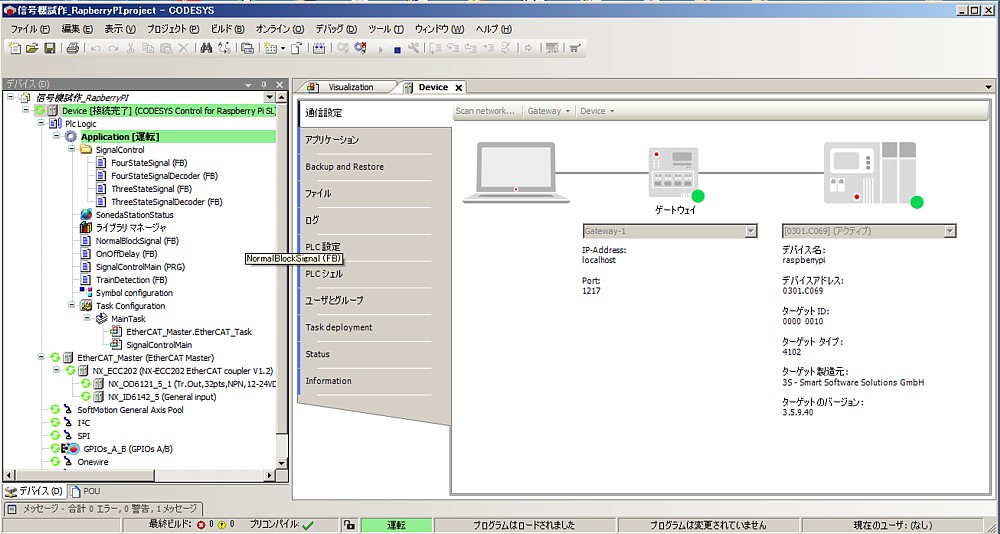 信号機試作_RapberryPI.project - CODESYS
ファイル(F) 編集(E) 表示(V) プロジェクト(P) ビルド(B) オンライン(O) デバッグ(D) ツール(T) ウィンドウ(W) ヘルプ(H)
デバイス(D)
信号機試作_RapberryPI
Device [接続完了] (CODESYS Control for Raspberry Pi SL)
Plc Logic
Application [運転]
SignalControl
FourStateSignal (FB)
FourStateSignalDecoder (FB)
ThreeStateSignal (FB)
ThreeStateSignalDecoder (FB)
SonedaStationStatus
ライブラリ マネージャ
NormalBlockSignal (FB)
OnOffDelay (FB)
SignalControlMain (PRG)
TrainDetection (FB)
Symbol configuration
Task Configuration
MainTask
EtherCAT_Master.EtherCAT_Task
SignalControlMain
EtherCAT_Master (EtherCAT Master)
NX_ECC202 (NX-ECC202 EtherCAT coupler V1.2)
NX_OD6121_5_1 (Tr.Out,32pts,NPN,12-24VD
NX_ID6142_5 (General input)
SoftMotion General Axis Pool
I²C
SPI
GPIOs_A_B (GPIOs A/B)
Onewire
NormalBlockSignal (FB)
デバイス(D) POU
Visualization Device
通信設定
アプリケーション
Backup and Restore
ファイル
ログ
PLC 設定
PLC シェル
ユーザとグループ
Task deployment
Status
Information
Scan network... Gateway Device
ゲートウェイ
Gateway-1
IP-Address:
localhost
Port:
1217
[0301.C069] (アクティブ)
デバイス名:
raspberrypi
デバイスアドレス:
0301.C069
ターゲット ID:
0000 0010
ターゲット タイプ:
4102
ターゲット製造元:
3S - Smart Software Solutions GmbH
ターゲットのバージョン:
3.5.9.40
メッセージ - 合計 0 エラー, 0 警告, 1 メッセージ
最終ビルド: 0 0 プリコンパイル: 運転 プログラムはロードされました プログラムは変更されていません 現在のユーザ: (なし)